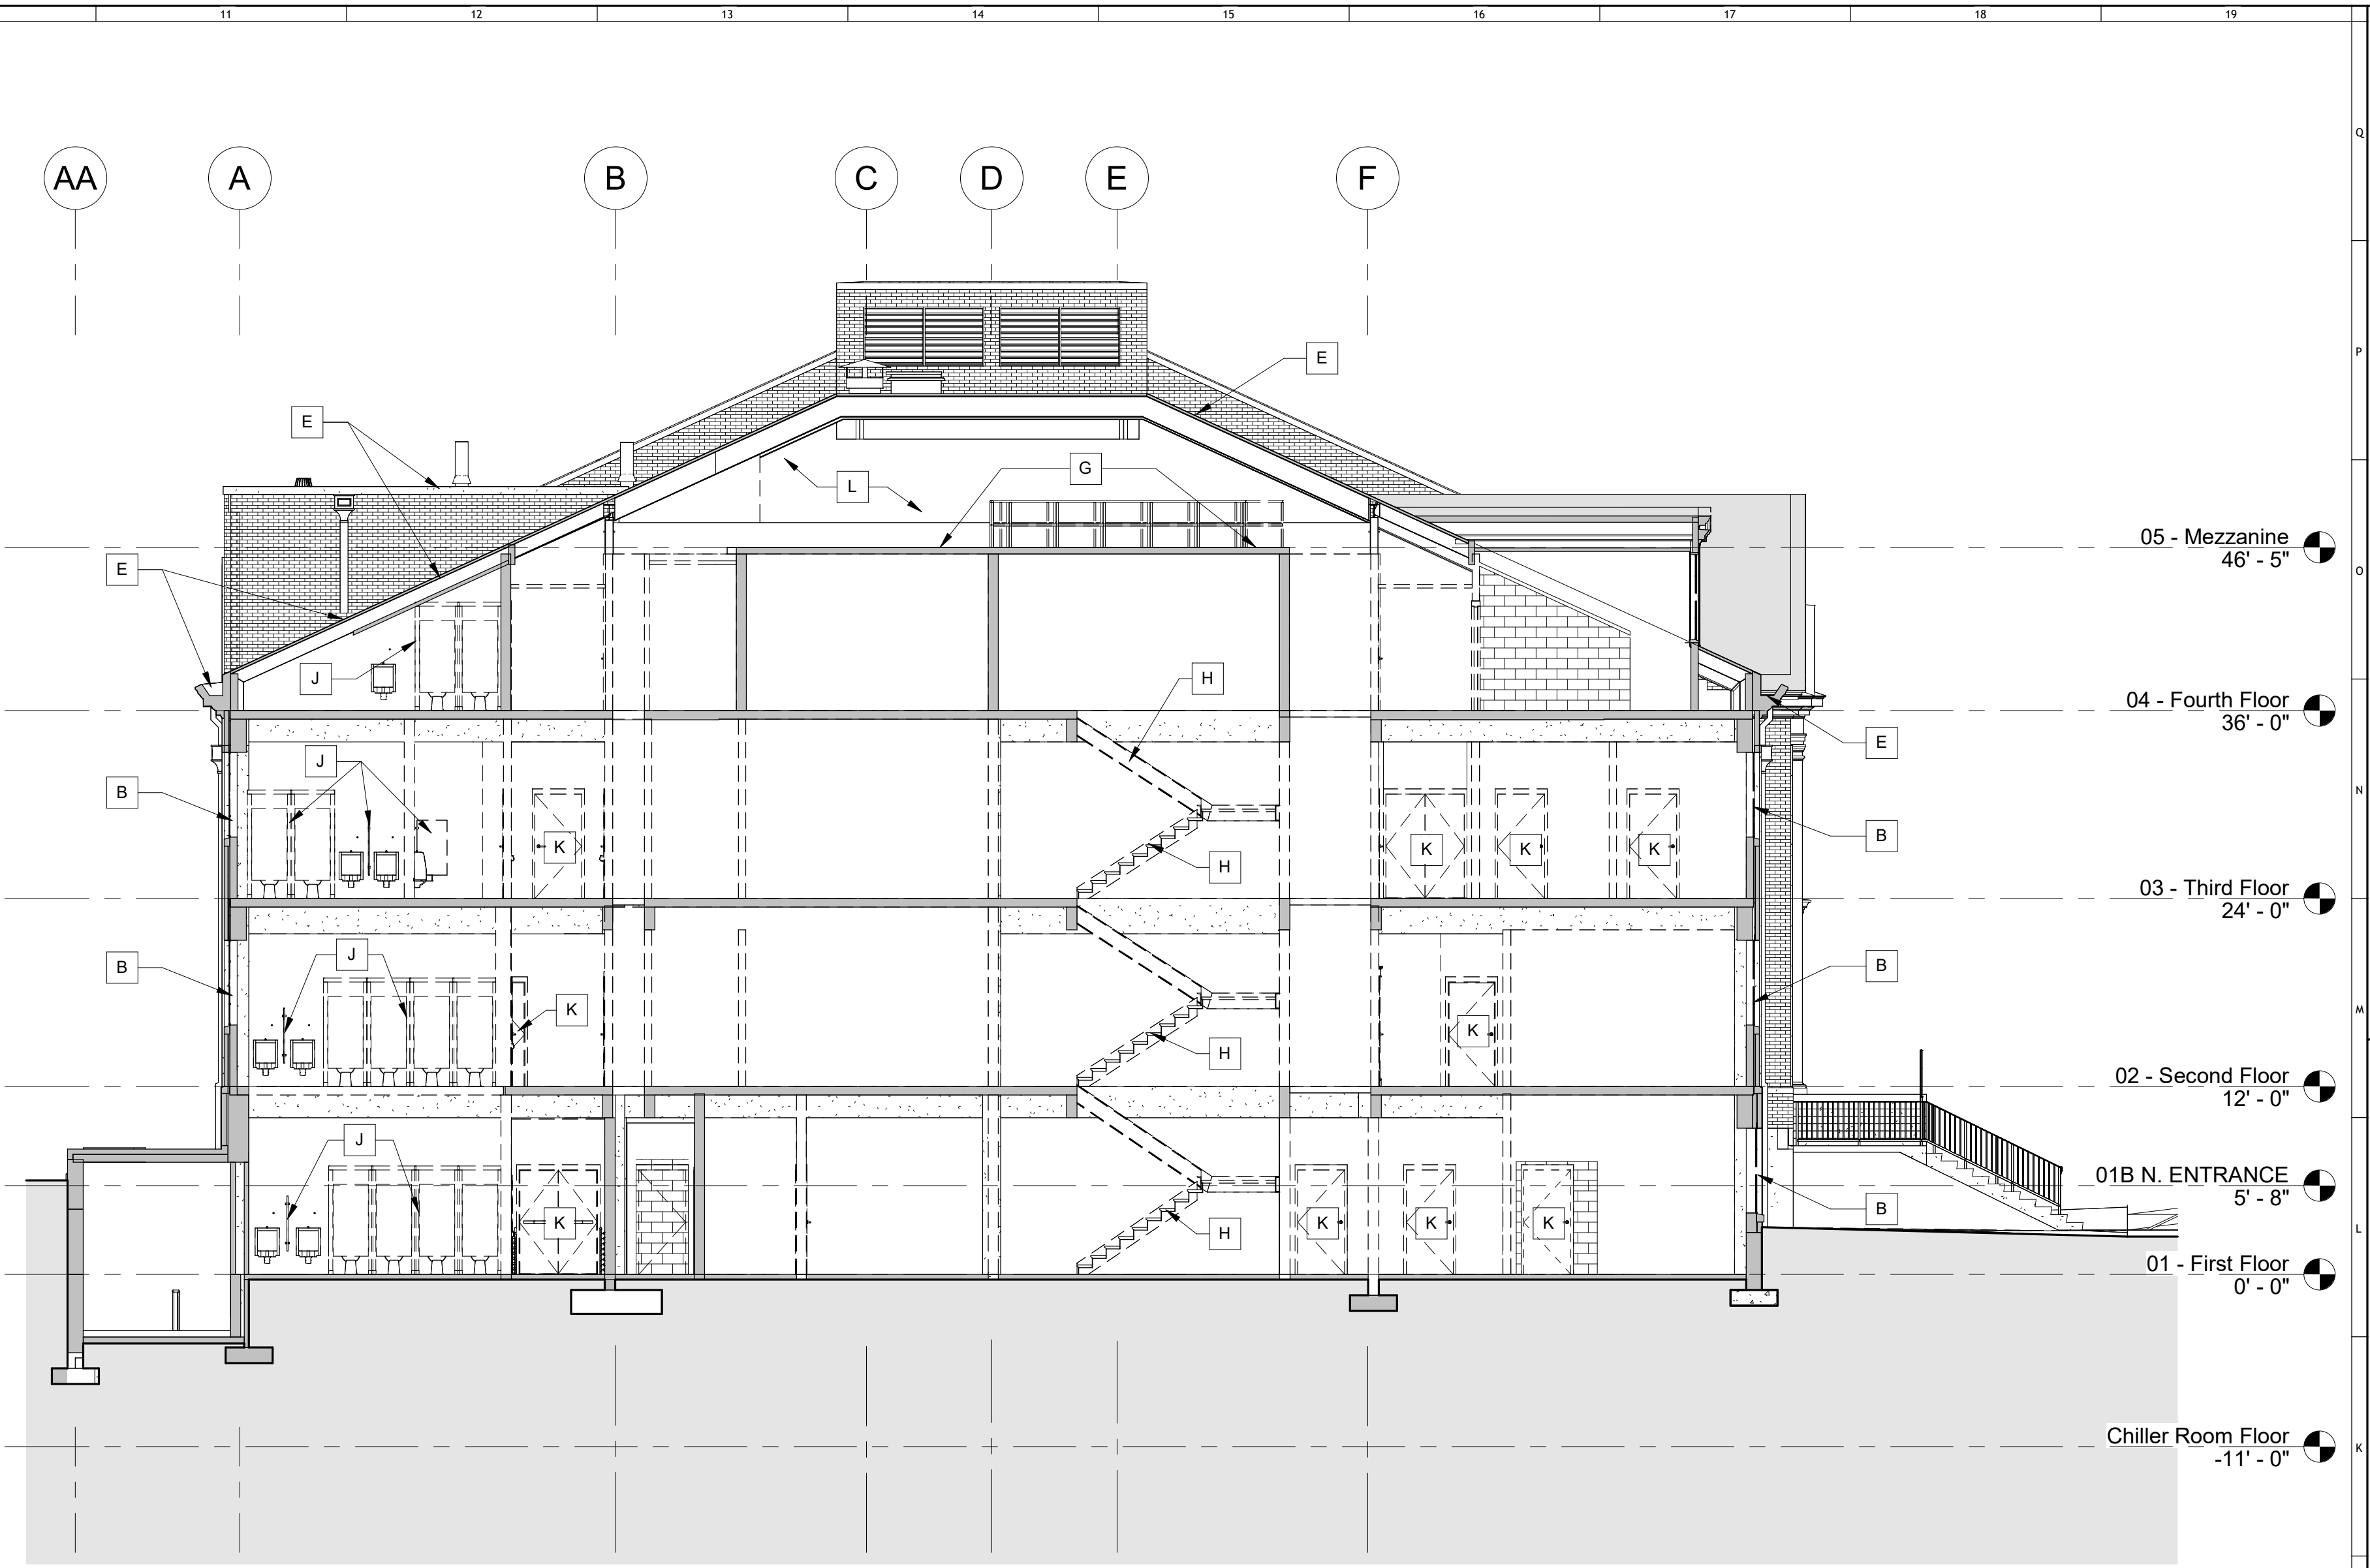 11 12 13 14 15 16 17 18 19
Q
AA A B C D E F
P
E
E
G
L
05 - Mezzanine
46' - 5"
E
O
J
H
04 - Fourth Floor
36' - 0"
E
J
B
N
B
K
K
K
K
H
03 - Third Floor
24' - 0"
J
B
B
K
M
K
H
02 - Second Floor
12' - 0"
J
01B N. ENTRANCE
5' - 8"
B
K
K
K
K
H
L
01 - First Floor
0' - 0"
Chiller Room Floor
-11' - 0"
K